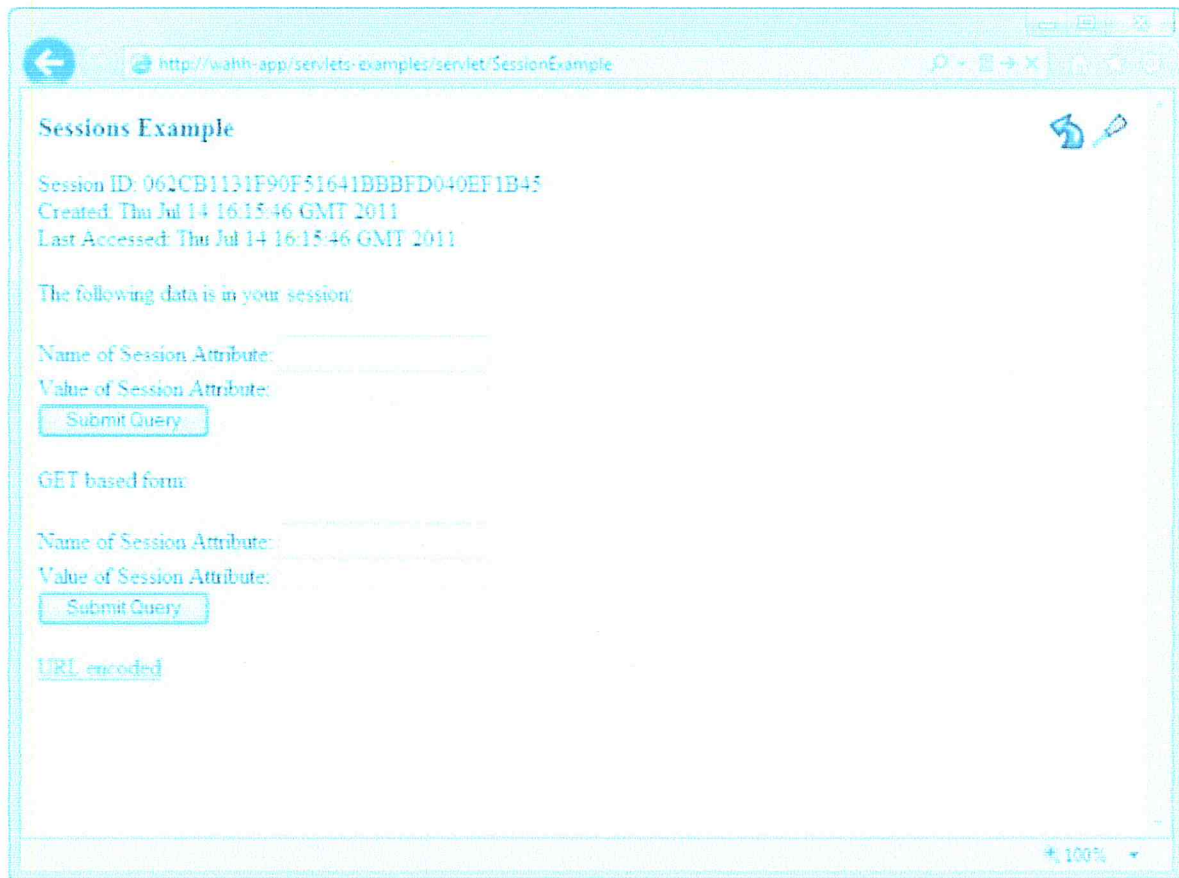 http://wahh-app/servlets-examples/servlet/SessionExample
Sessions Example
Session ID: 062CB1131F90F51641BBBFD040EF1B45
Created: Thu Jul 14 16:15:46 GMT 2011
Last Accessed: Thu Jul 14 16:15:46 GMT 2011
The following data is in your session:
Name of Session Attribute:
Value of Session Attribute:
Submit Query
GET based form:
Name of Session Attribute:
Value of Session Attribute:
Submit Query
URL encoded
100%